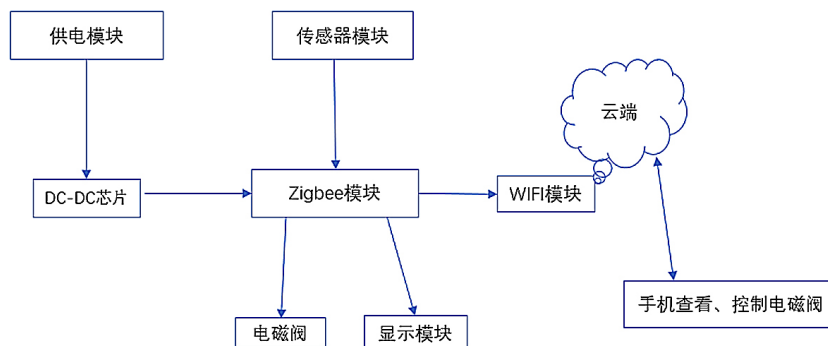 供电模块
传感器模块
云端
DC-DC芯片
Zigbee模块
WIFI模块
手机查看、控制电磁阀
电磁阀
显示模块